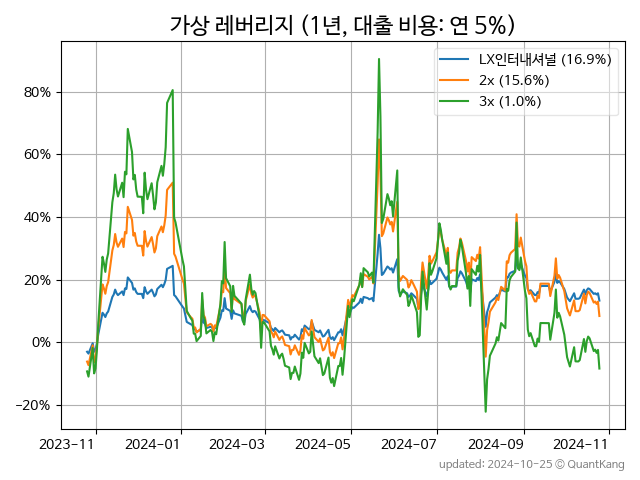 가상 레버리지 (1년, 대출 비용: 연 5%)
LX인터내셔널 (16.9%)
2x (15.6%)
3x (1.0%)
80%
60%
40%
20%
0%
−20%
2023-11 2024-01 2024-03 2024-05 2024-07 2024-09 2024-11
updated: 2024-10-25 © QuantKang